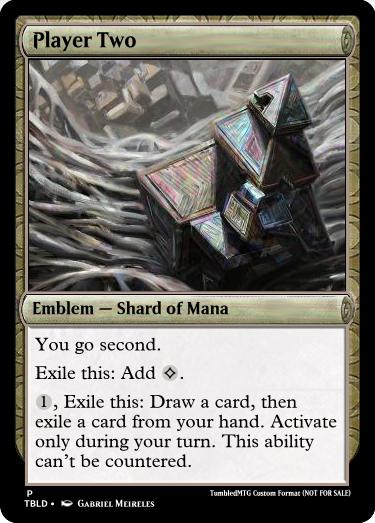 Player Two
Emblem — Shard of Mana
You go second.
Exile this: Add ◇.
1, Exile this: Draw a card, then
exile a card from your hand. Activate
only during your turn. This ability
can't be countered.
P
TBLD • GABRIEL MEIRELES
TumbledMTG Custom Format (NOT FOR SALE)